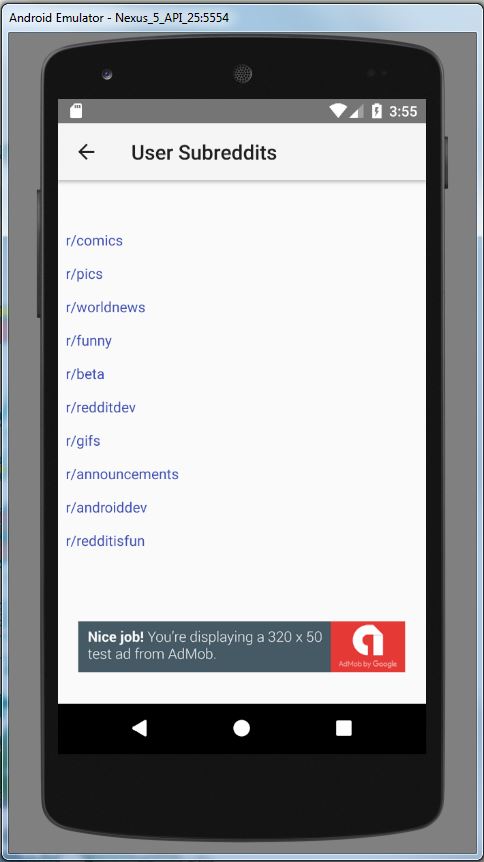 Android Emulator - Nexus_5_API_25:5554
3:55
User Subreddits
r/comics
r/pics
r/worldnews
r/funny
r/beta
r/redditdev
r/gifs
r/announcements
r/androiddev
r/redditisfun
Nice job! You're displaying a 320 x 50
test ad from AdMob.
AdMob by Google